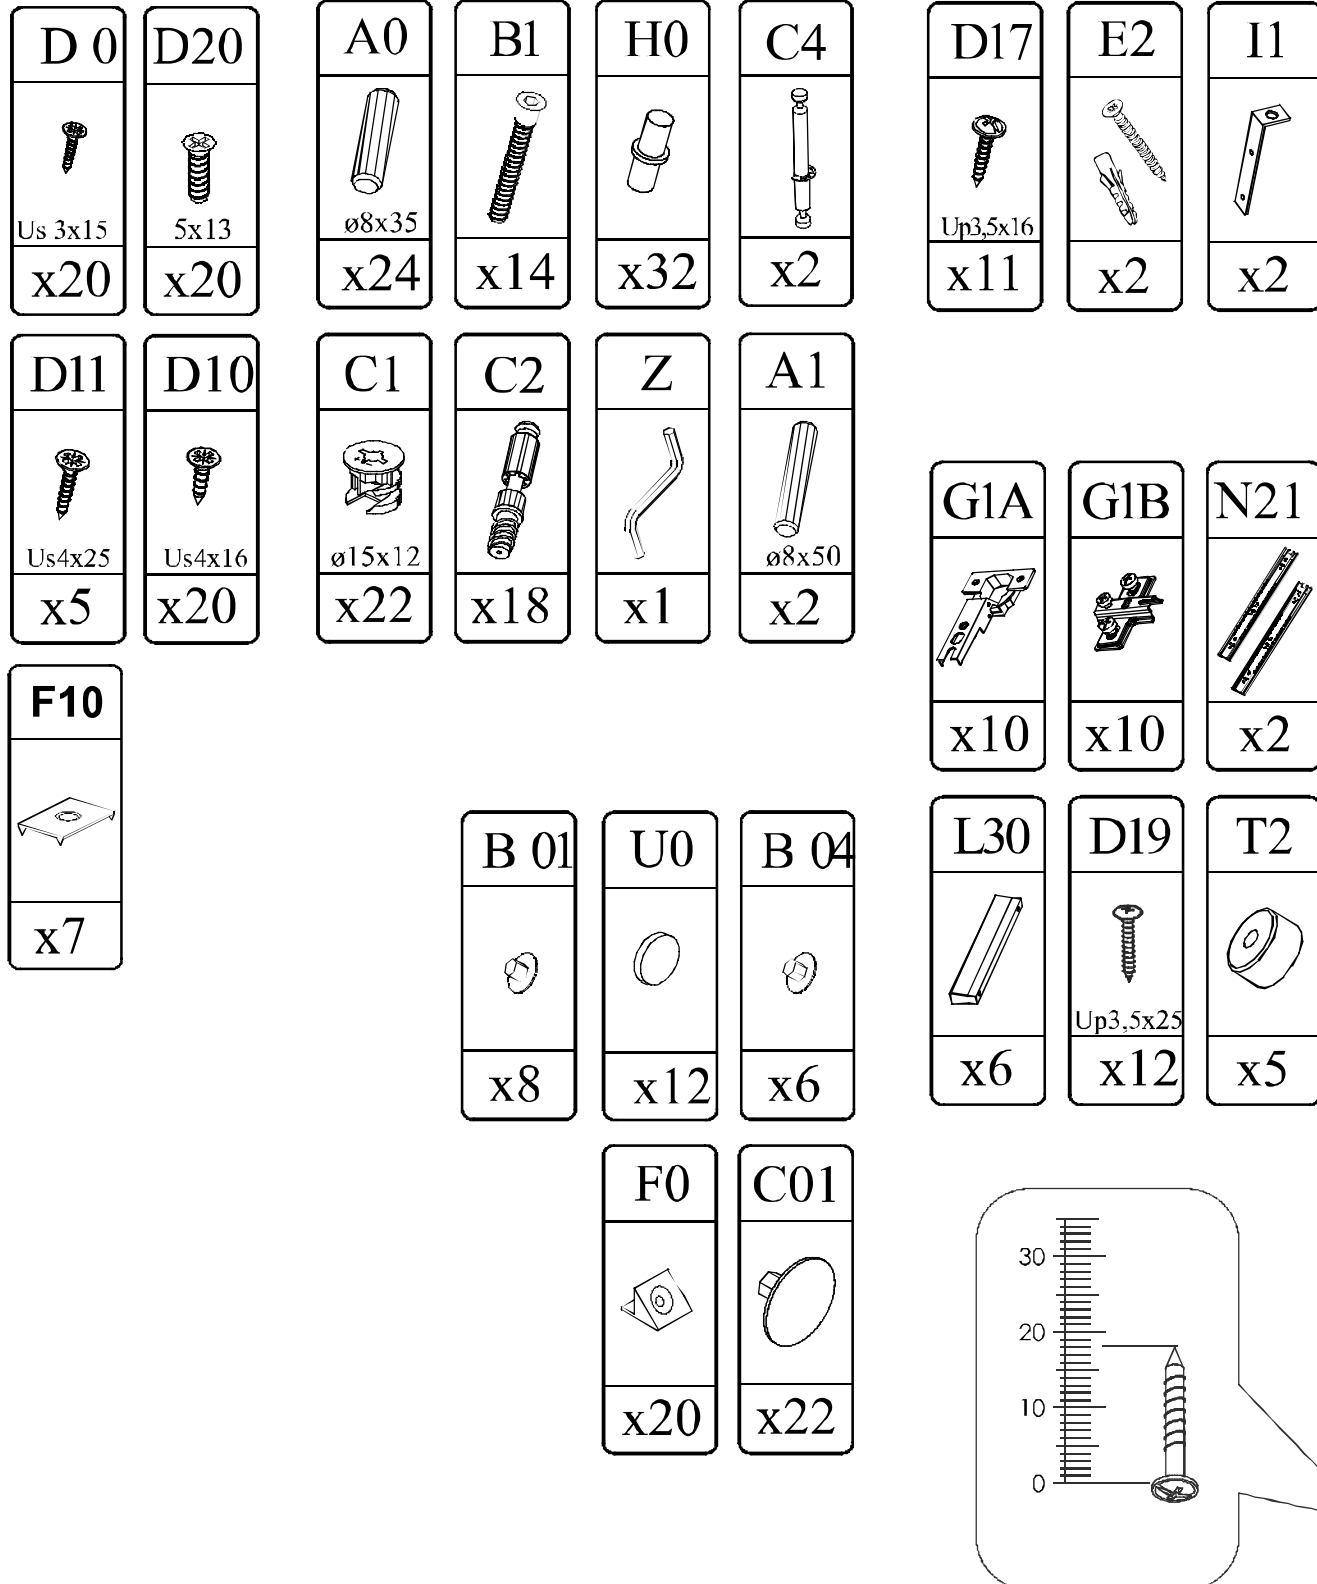 D 0
Us 3x15
x20
D20
5x13
x20
A0
ø8x35
x24
B1
x14
H0
x32
C4
x2
D17
Up3,5x16
x11
E2
x2
I1
x2
D11
Us4x25
x5
D10
Us4x16
x20
C1
ø15x12
x22
C2
x18
Z
x1
A1
ø8x50
x2
G1A
x10
G1B
x10
N21
x2
F10
x7
B 01
x8
U0
x12
B 04
x6
L30
x6
D19
Up3,5x25
x12
T2
x5
F0
x20
C01
x22
30
20
10
0